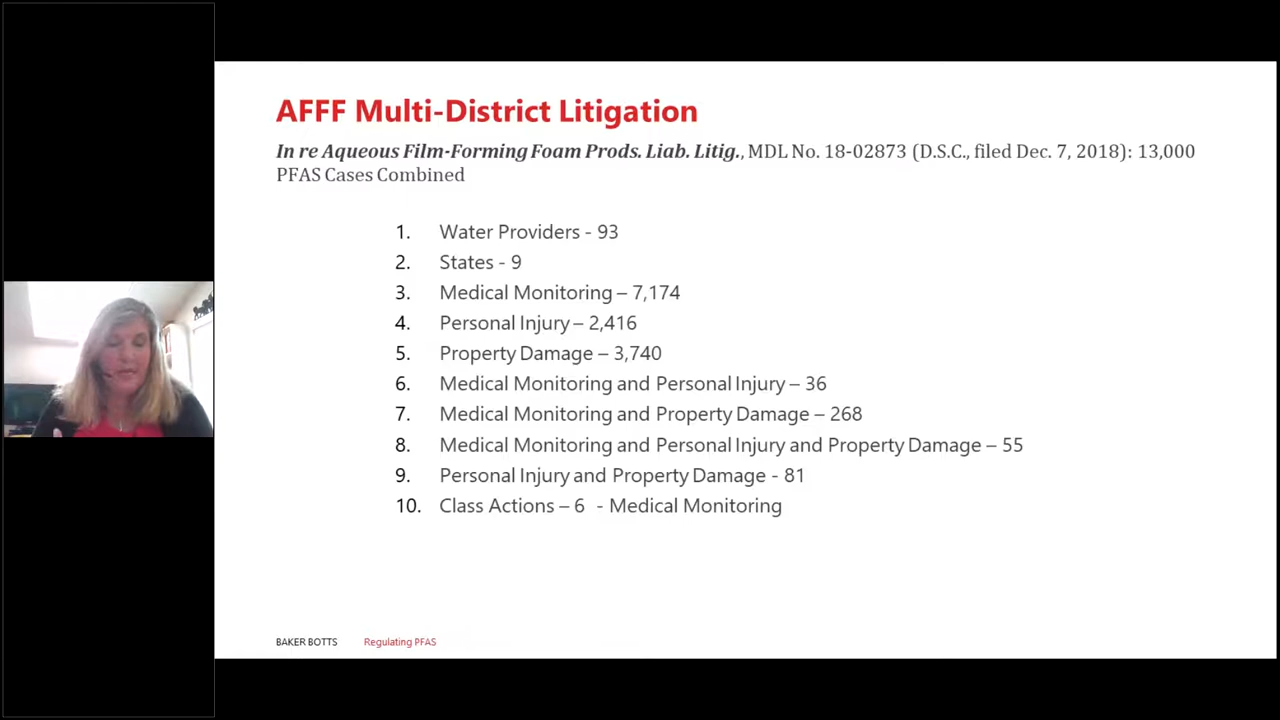 AFFF Multi-District Litigation
In re Aqueous Film-Forming Foam Prods. Liab. Litig., MDL No. 18-02873 (D.S.C., filed Dec. 7, 2018): 13,000
PFAS Cases Combined
1. Water Providers - 93
2. States - 9
3. Medical Monitoring – 7,174
4. Personal Injury – 2,416
5. Property Damage – 3,740
6. Medical Monitoring and Personal Injury – 36
7. Medical Monitoring and Property Damage – 268
8. Medical Monitoring and Personal Injury and Property Damage – 55
9. Personal Injury and Property Damage - 81
10. Class Actions – 6 - Medical Monitoring
BAKER BOTTS Regulating PFAS